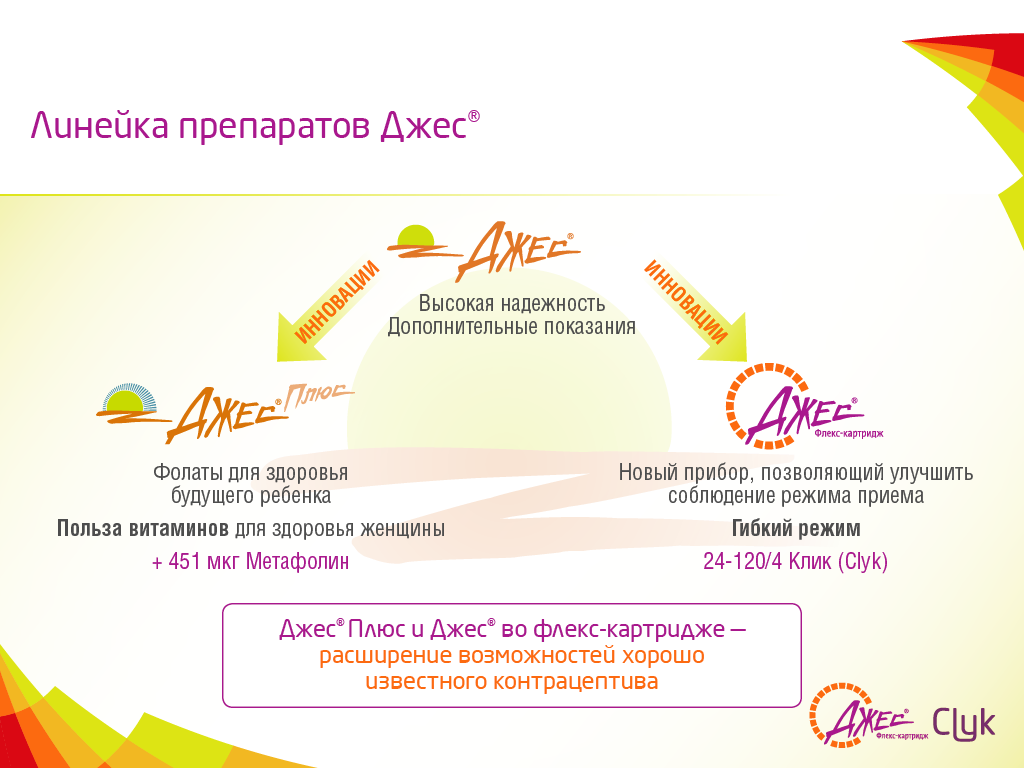 Линейка препаратов Джес®
Джес®
ИННОВАЦИИ
ИННОВАЦИИ
Высокая надежность
Дополнительные показания
Джес® Плюс
Джес®
Флекс-картридж
Фолаты для здоровья
будущего ребенка
Польза витаминов для здоровья женщины
+ 451 мкг Метафолин
Новый прибор, позволяющий улучшить
соблюдение режима приема
Гибкий режим
24-120/4 Клик (Clyk)
Джес® Плюс и Джес® во флекс-картридже —
расширение возможностей хорошо
известного контрацептива
Джес® Clyk
Флекс-картридж